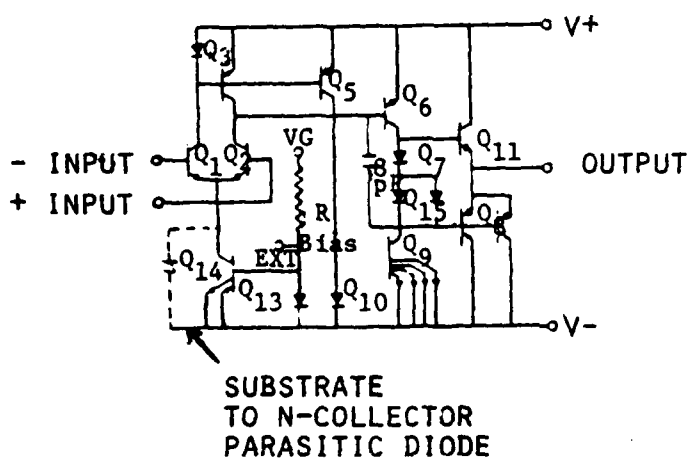 V+
Q3
Q5
Q6
VG
Q11
- INPUT
Q1
Q2
8
PF
Q7
OUTPUT
+ INPUT
R
Q15
Bias
EXT
Q9
Q14
Q13
Q10
V-
SUBSTRATE
TO N-COLLECTOR
PARASITIC DIODE